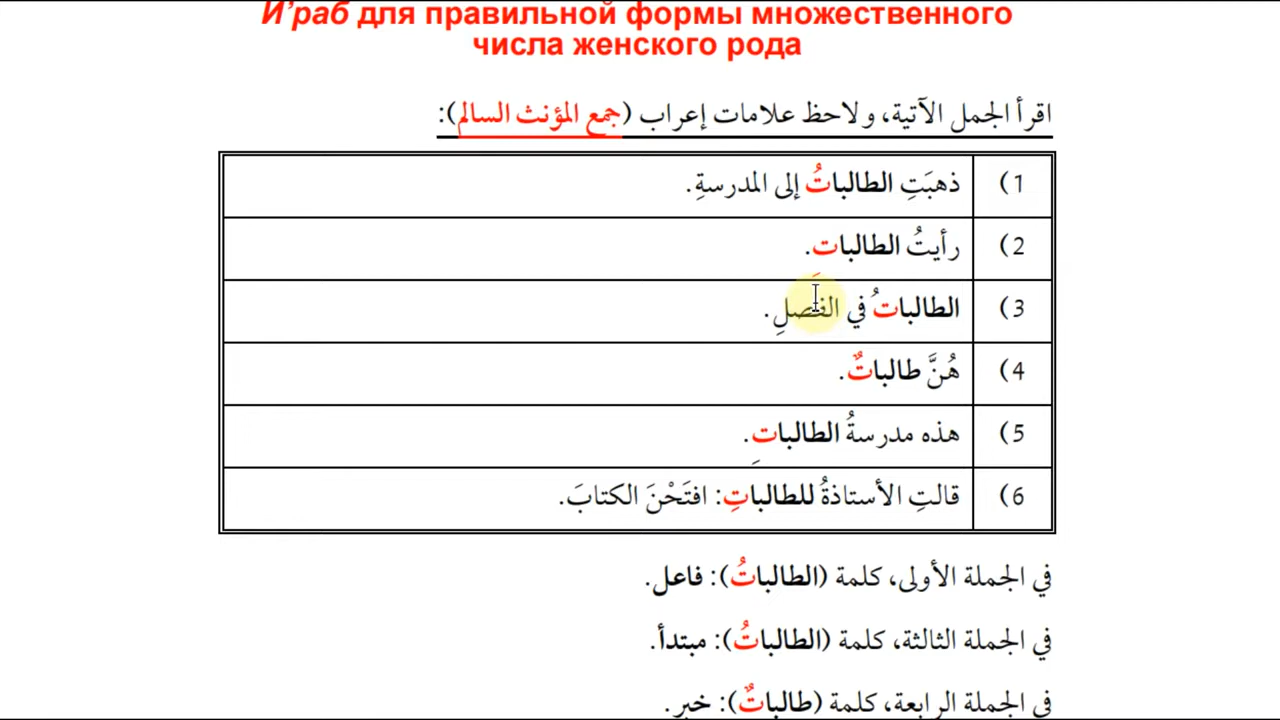 И’раб для правильной формы множественного
числа женского рода
اقرأ الجمل الآتية، ولاحظ علامات إعراب (جمع المؤنث السالم):
1) ذهبَتِ الطالباتُ إلى المدرسةِ.
2) رأيتُ الطالباتِ.
3) الطالباتُ في الفصلِ.
4) هُنَّ طالباتٌ.
5) هذه مدرسةُ الطالباتِ.
6) قالتِ الأستاذةُ للطالباتِ: افتَحْنَ الكتابَ.
في الجملة الأولى، كلمة (الطالباتُ): فاعل.
في الجملة الثالثة، كلمة (الطالباتُ): مبتدأ.
في الجملة الرابعة، كلمة (طالباتٌ): خبر.